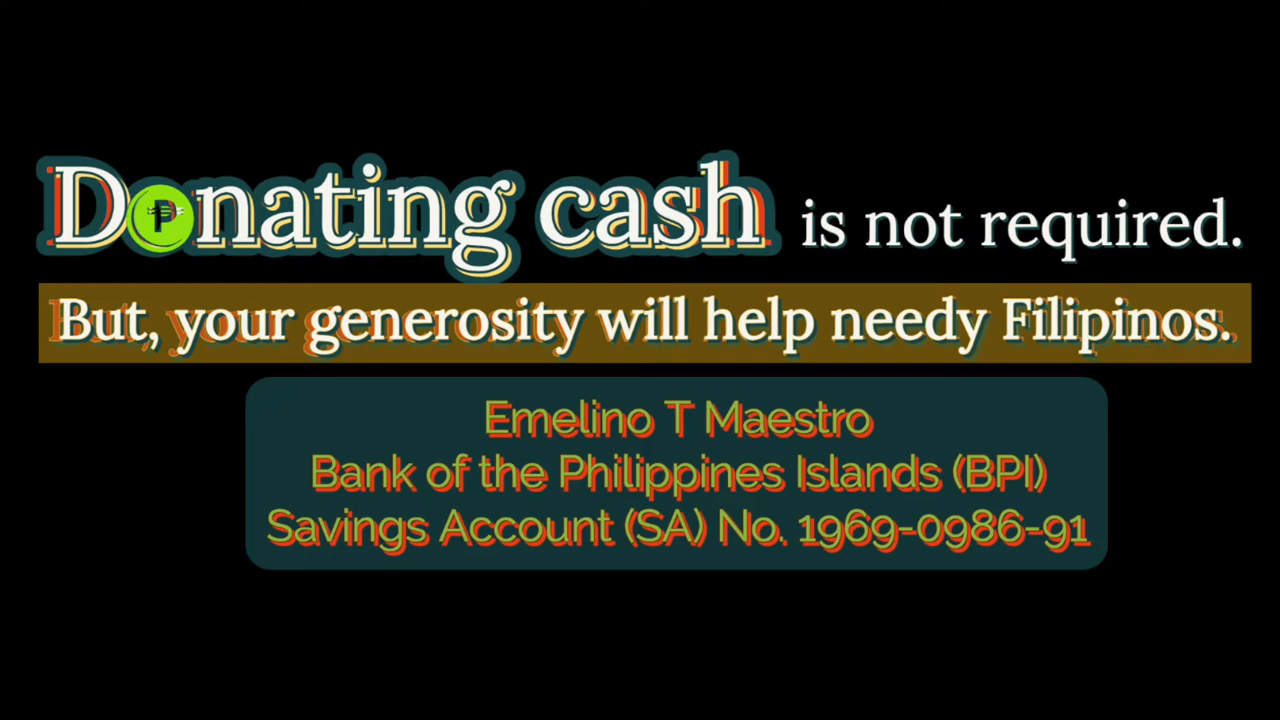 Donating cash is not required.
But, your generosity will help needy Filipinos.
Emelino T Maestro
Bank of the Philippines Islands (BPI)
Savings Account (SA) No. 1969-0986-91